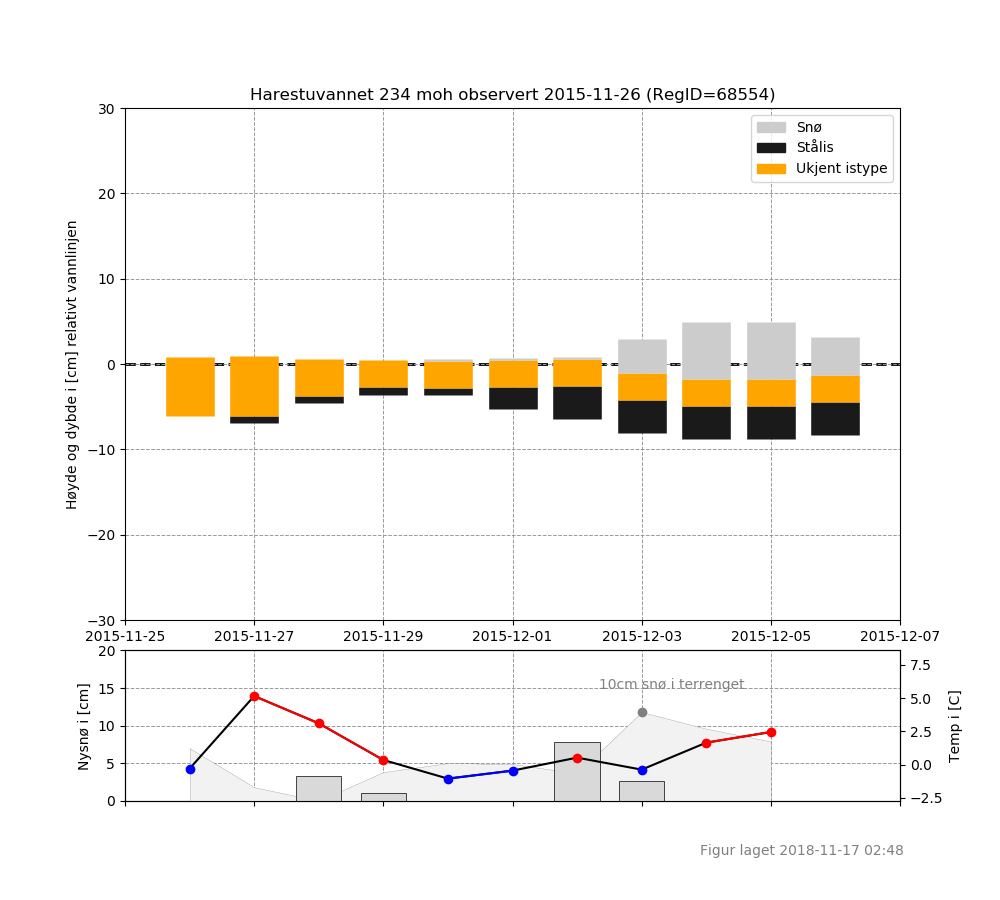 Harestuvannet 234 moh observert 2015-11-26 (RegID=68554)
Høyde og dybde i [cm] relativt vannlinjen
30
20
10
0
−10
−20
−30
Snø
Stålis
Ukjent istype
2015-11-25
2015-11-27
2015-11-29
2015-12-01
2015-12-03
2015-12-05
2015-12-07
Nysnø i [cm]
20
15
10
5
0
10cm snø i terrenget
7.5
5.0
2.5
0.0
−2.5
Temp i [C]
Figur laget 2018-11-17 02:48